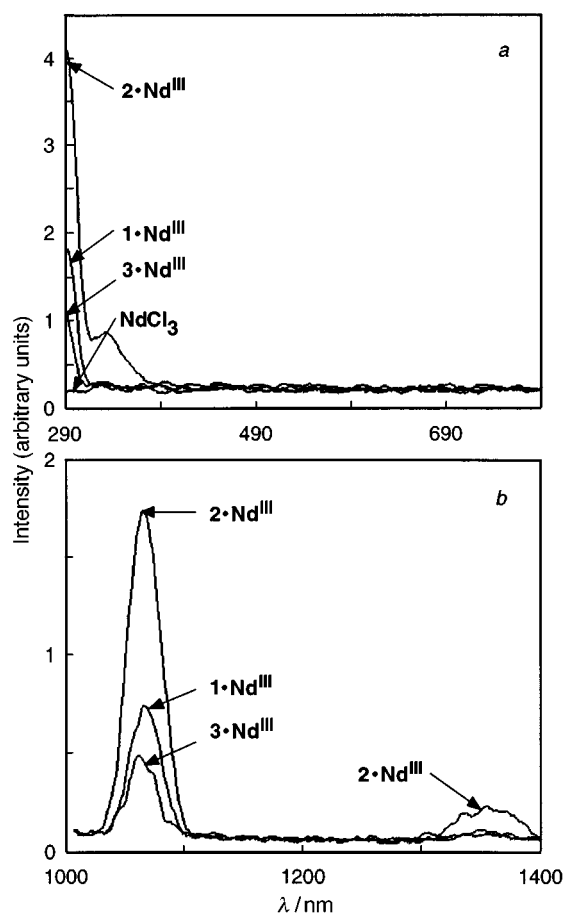 a
4
2•Nd^III
3
2
1•Nd^III
3•Nd^III
1
NdCl₃
0
290 490 690
Intensity (arbitrary units)
2
b
2•Nd^III
1
1•Nd^III
3•Nd^III
2•Nd^III
0
1000 1200 1400
λ / nm